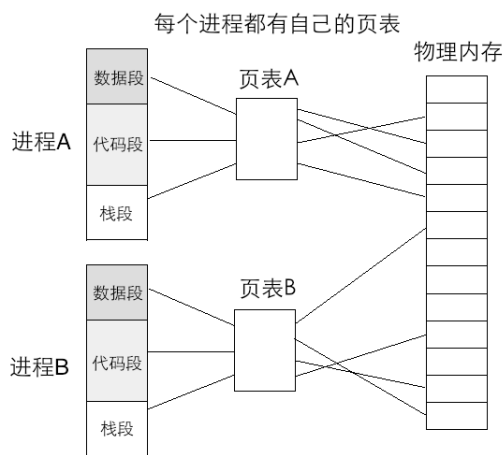 每个进程都有自己的页表
物理内存
页表A
数据段
进程A
代码段
栈段
页表B
数据段
进程B
代码段
栈段